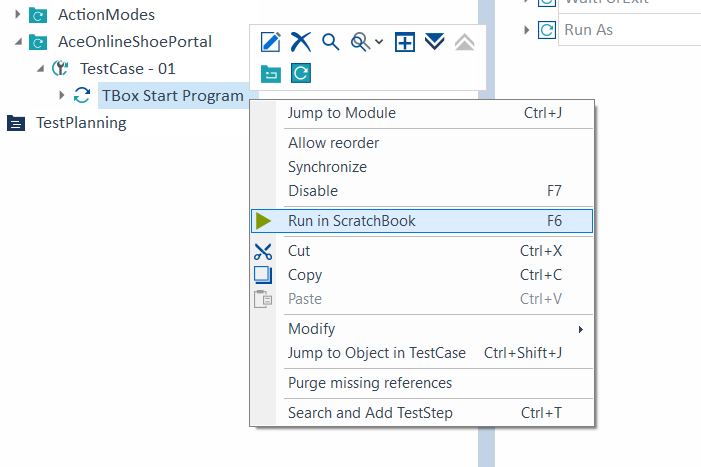 ActionModes
WaitForExit
AceOnlineShoePortal
Run As
TestCase - 01
TBox Start Program
TestPlanning
Jump to Module Ctrl+J
Allow reorder
Synchronize
Disable F7
Run in ScratchBook F6
Cut Ctrl+X
Copy Ctrl+C
Paste Ctrl+V
Modify
Jump to Object in TestCase Ctrl+Shift+J
Purge missing references
Search and Add TestStep Ctrl+T